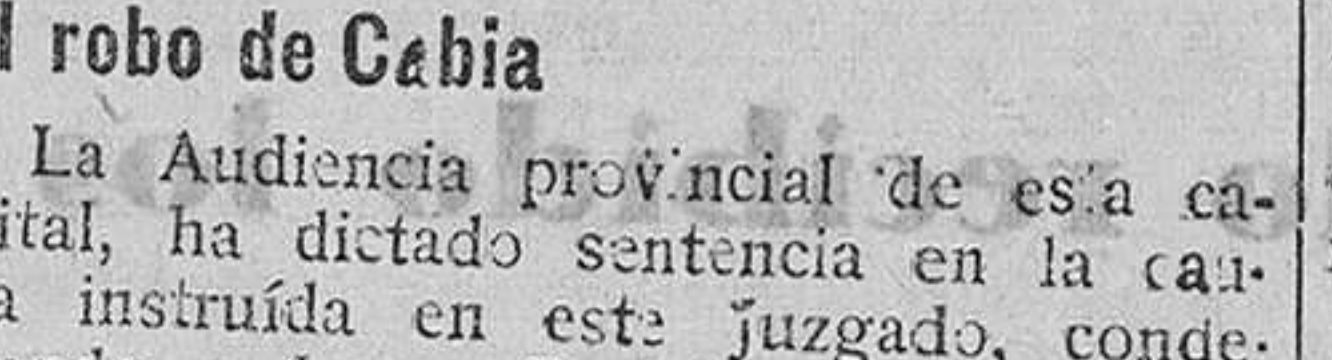 l robo de Cabia
La Audiencia provincial de esta ca-
ital, ha dictado sentencia en la cau-
a instruída en este juzgado, conde-